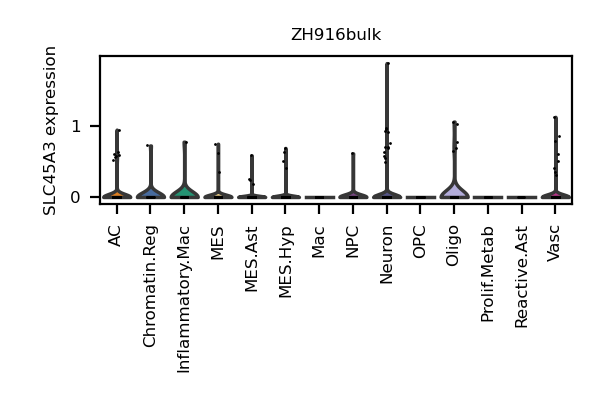 ZH916bulk
SLC45A3 expression
1
0
AC
Chromatin.Reg
Inflammatory.Mac
MES
MES.Ast
MES.Hyp
Mac
NPC
Neuron
OPC
Oligo
Prolif.Metab
Reactive.Ast
Vasc